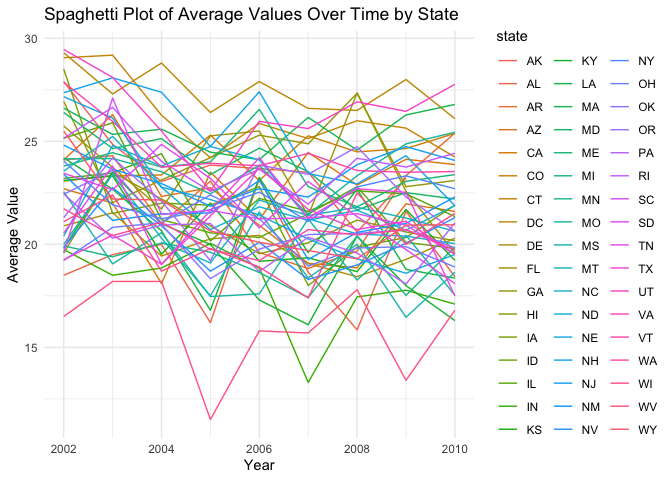 Spaghetti Plot of Average Values Over Time by State
30
25
20
15
Average Value
2002
2004
2006
2008
2010
Year
state
AK KY NY
AL LA OH
AR MA OK
AZ MD OR
CA ME PA
CO MI RI
CT MN SC
DC MO SD
DE MS TN
FL MT TX
GA NC UT
HI ND VA
IA NE VT
ID NH WA
IL NJ WI
IN NM WV
KS NV WY